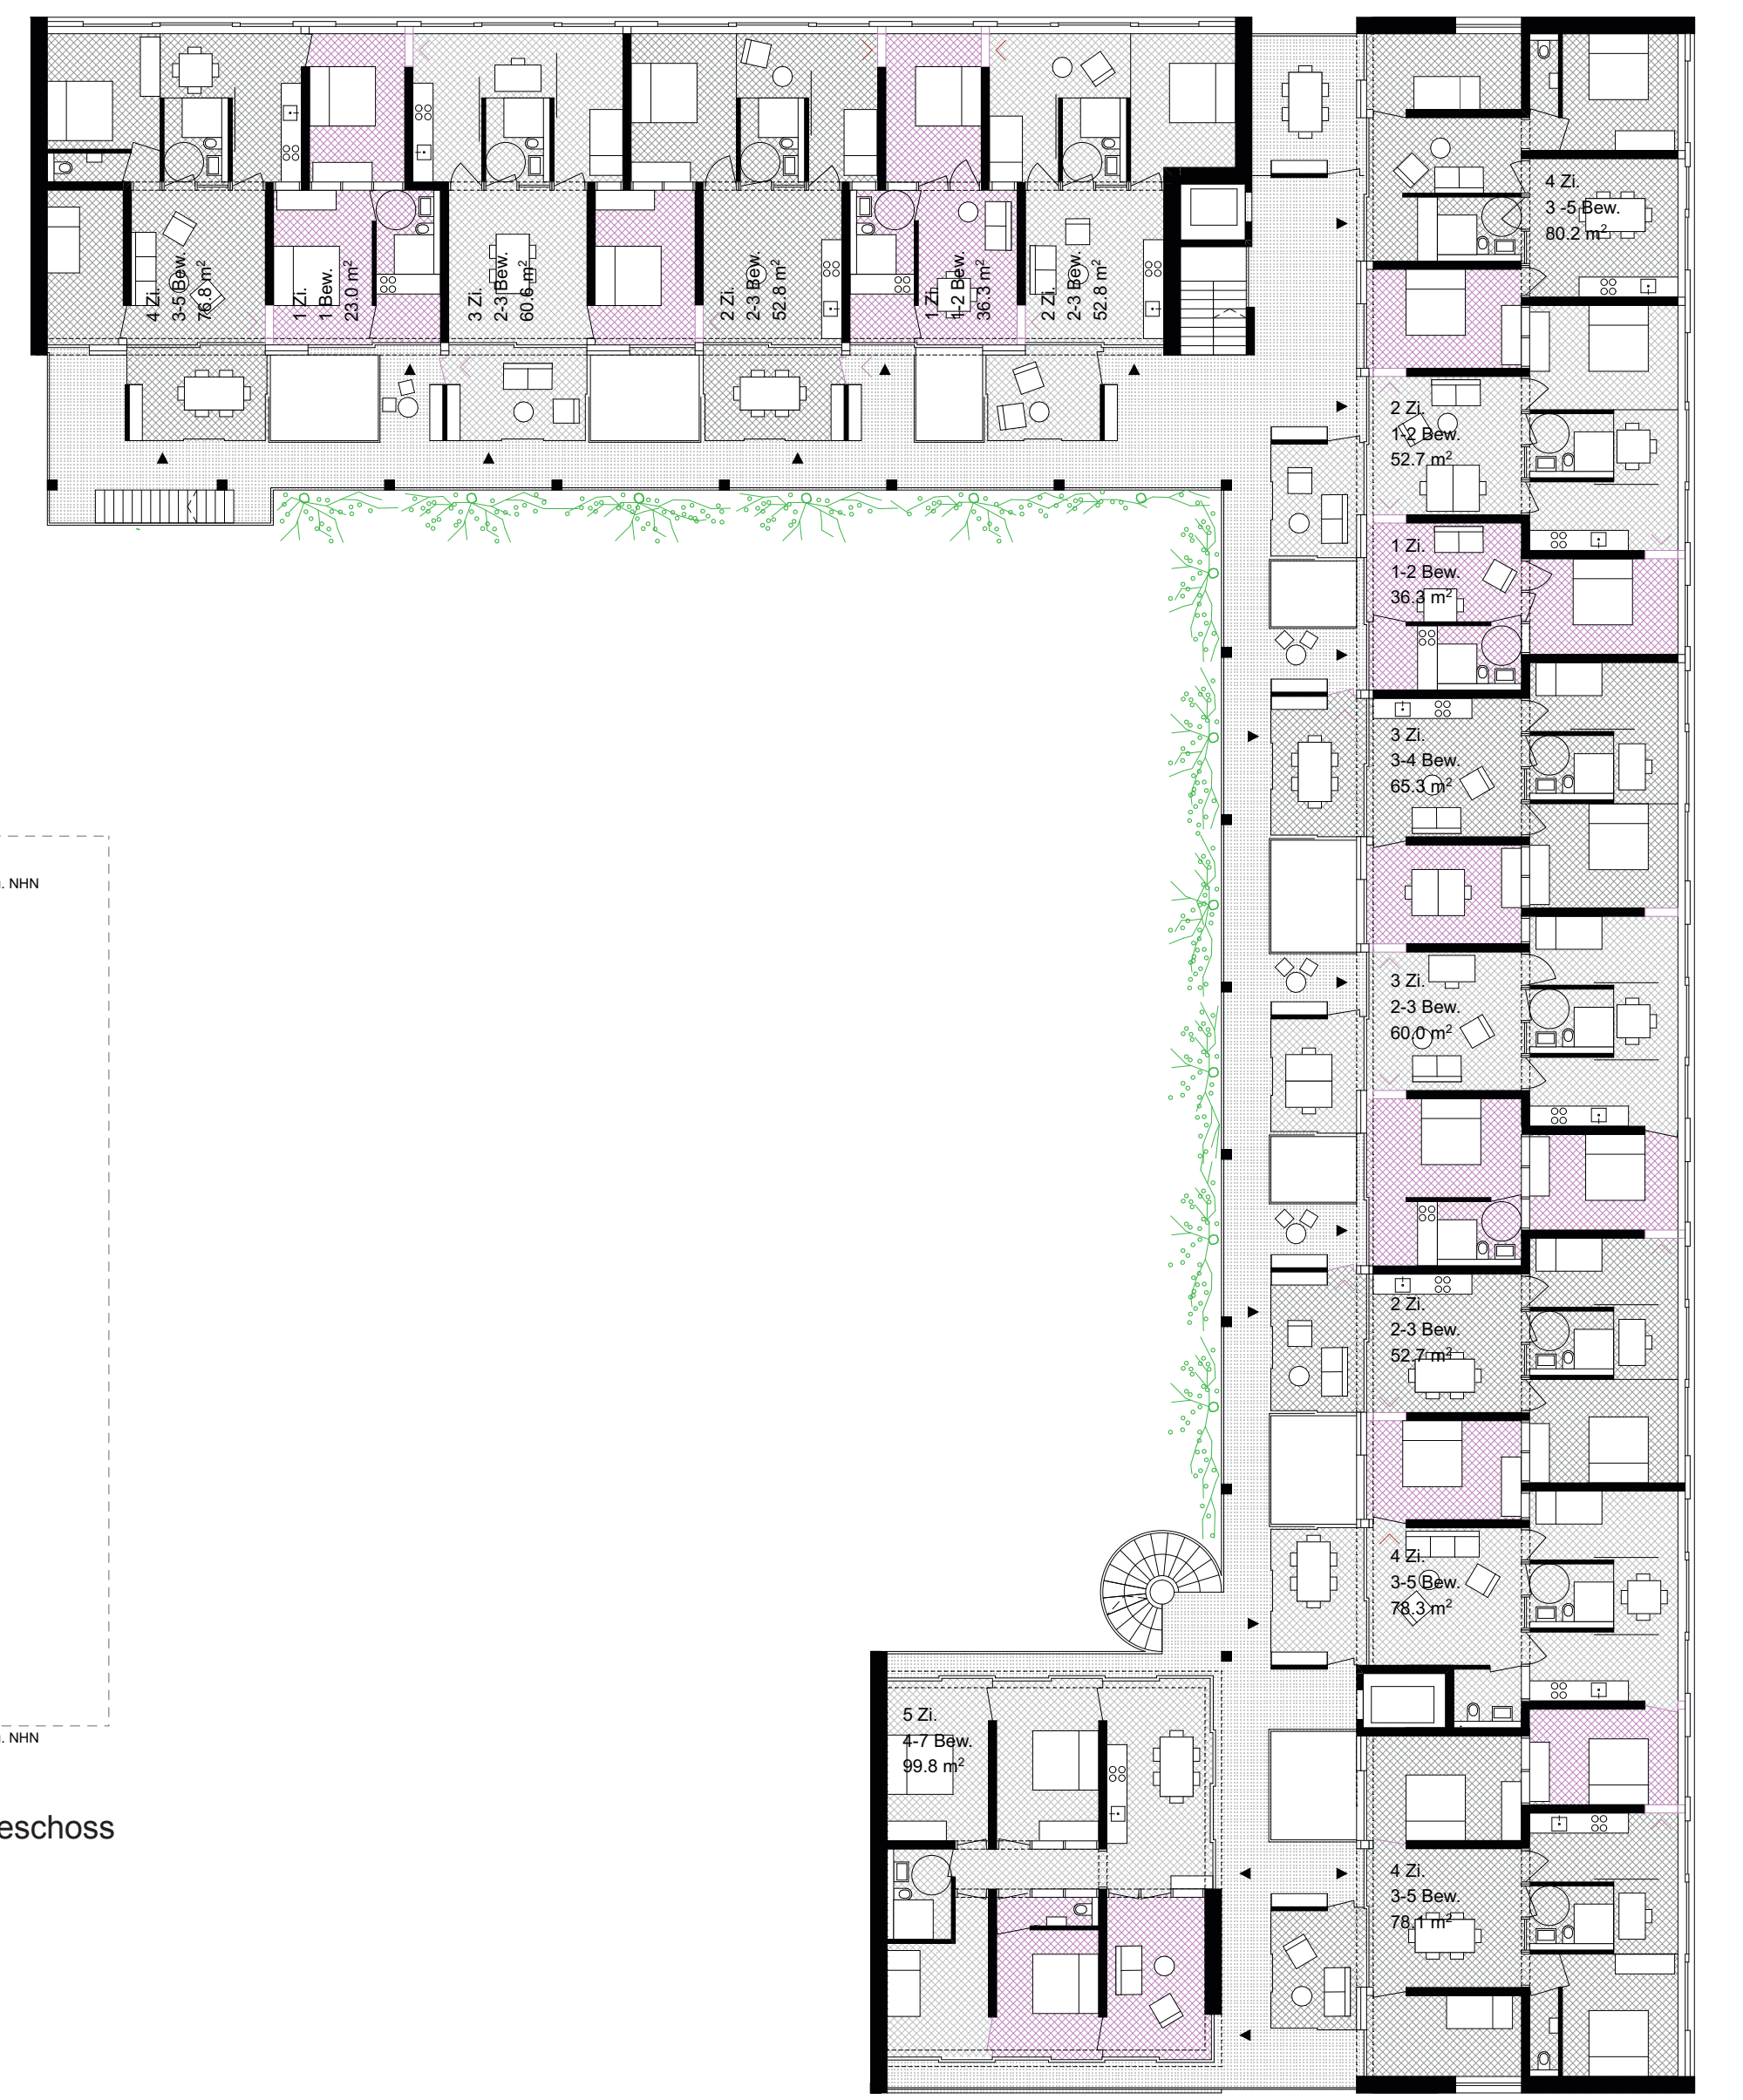 4 Zi.
3-5 Bew.
76.8 m²
1 Zi.
1 Bew.
23.0 m²
3 Zi.
2-3 Bew.
60.6 m²
2 Zi.
2-3 Bew.
52.8 m²
1 Zi.
1-2 Bew.
36.3 m²
2 Zi.
2-3 Bew.
52.8 m²
4 Zi.
3 -5 Bew.
80.2 m²
2 Zi.
1-2 Bew.
52.7 m²
1 Zi.
1-2 Bew.
36.3 m²
3 Zi.
3-4 Bew.
65.3 m²
3 Zi.
2-3 Bew.
60.0 m²
2 Zi.
2-3 Bew.
52.7 m²
4 Zi.
3-5 Bew.
78.3 m²
5 Zi.
4-7 Bew.
99.8 m²
4 Zi.
3-5 Bew.
78.1 m²
. NHN
. NHN
eschoss